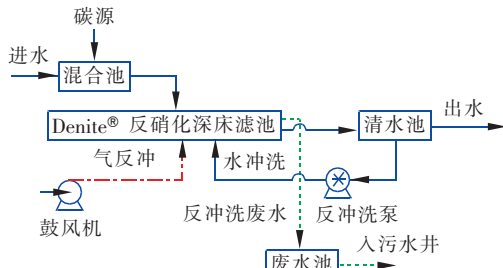 碳源
进水
混合池
Denite® 反硝化深床滤池
清水池
出水
气反冲
水冲洗
鼓风机
反冲洗废水
反冲洗泵
入污水井
废水池